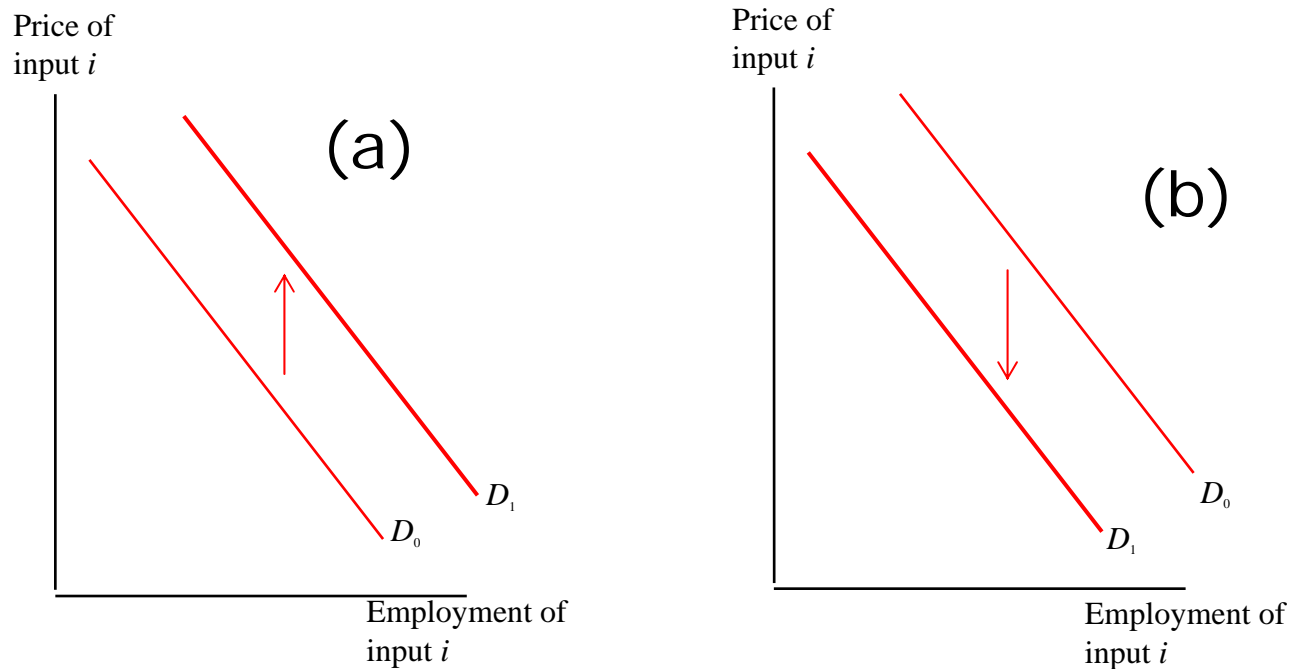 Price of
input i
(a)
D₁
D₀
Employment of
input i
Price of
input i
(b)
D₀
D₁
Employment of
input i